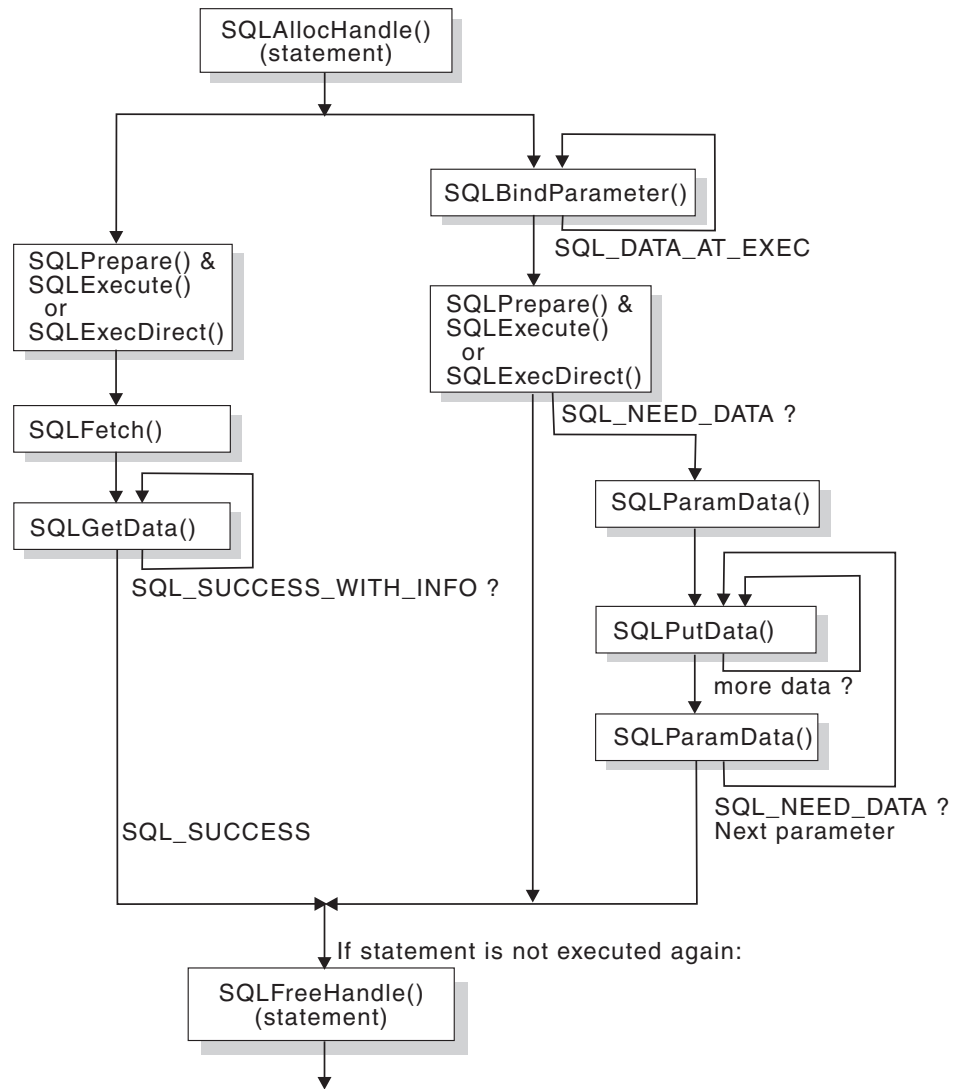 SQLAllocHandle()
(statement)
SQLBindParameter()
SQL_DATA_AT_EXEC
SQLPrepare() &
SQLExecute()
or
SQLExecDirect()
SQLPrepare() &
SQLExecute()
or
SQLExecDirect()
SQL_NEED_DATA ?
SQLFetch()
SQLParamData()
SQLGetData()
SQL_SUCCESS_WITH_INFO ?
SQLPutData()
more data ?
SQLParamData()
SQL_NEED_DATA ?
Next parameter
SQL_SUCCESS
If statement is not executed again:
SQLFreeHandle()
(statement)